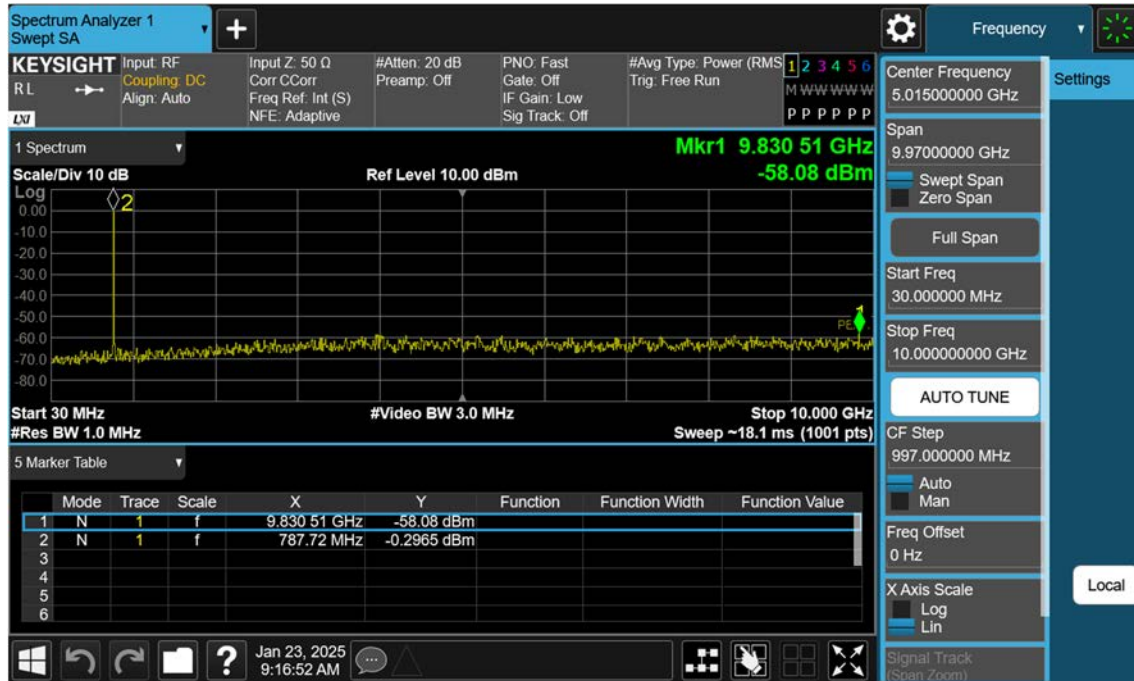 Spectrum Analyzer 1
Swept SA
+
Frequency
KEYSIGHT
RL
LXI
Input: RF
Coupling: DC
Align: Auto
Input Z: 50 Ω
Corr CCorr
Freq Ref: Int (S)
NFE: Adaptive
#Atten: 20 dB
Preamp: Off
PNO: Fast
Gate: Off
IF Gain: Low
Sig Track: Off
#Avg Type: Power (RMS
Trig: Free Run
1 2 3 4 5 6
M W W W W W
P P P P P P
1 Spectrum
Mkr1 9.830 51 GHz
Scale/Div 10 dB
Ref Level 10.00 dBm
-58.08 dBm
Log
2
0.00
-10.0
-20.0
-30.0
-40.0
-50.0
-60.0
-70.0
-80.0
1
Start 30 MHz
#Video BW 3.0 MHz
Stop 10.000 GHz
#Res BW 1.0 MHz
Sweep ~18.1 ms (1001 pts)
5 Marker Table
Mode Trace Scale X Y Function Function Width Function Value
1 N 1 f 9.830 51 GHz -58.08 dBm
2 N 1 f 787.72 MHz -0.2965 dBm
3
4
5
6
?
Jan 23, 2025
9:16:52 AM
Center Frequency
5.015000000 GHz
Settings
Span
9.97000000 GHz
Swept Span
Zero Span
Full Span
Start Freq
30.000000 MHz
Stop Freq
10.000000000 GHz
AUTO TUNE
CF Step
997.000000 MHz
Auto
Man
Freq Offset
0 Hz
X Axis Scale
Log
Lin
Local
Signal Track
(Span Zoom)